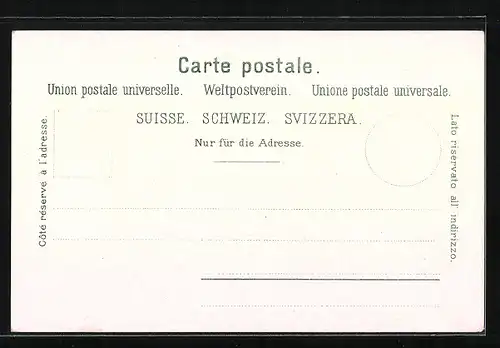 Carte postale.
Union postale universelle. Weltpostverein. Unione postale universale.
SUISSE. SCHWEIZ. SVIZZERA.
Nur für die Adresse.
Côté réservé à l'adresse.
Lato riservato all' indirizzo.